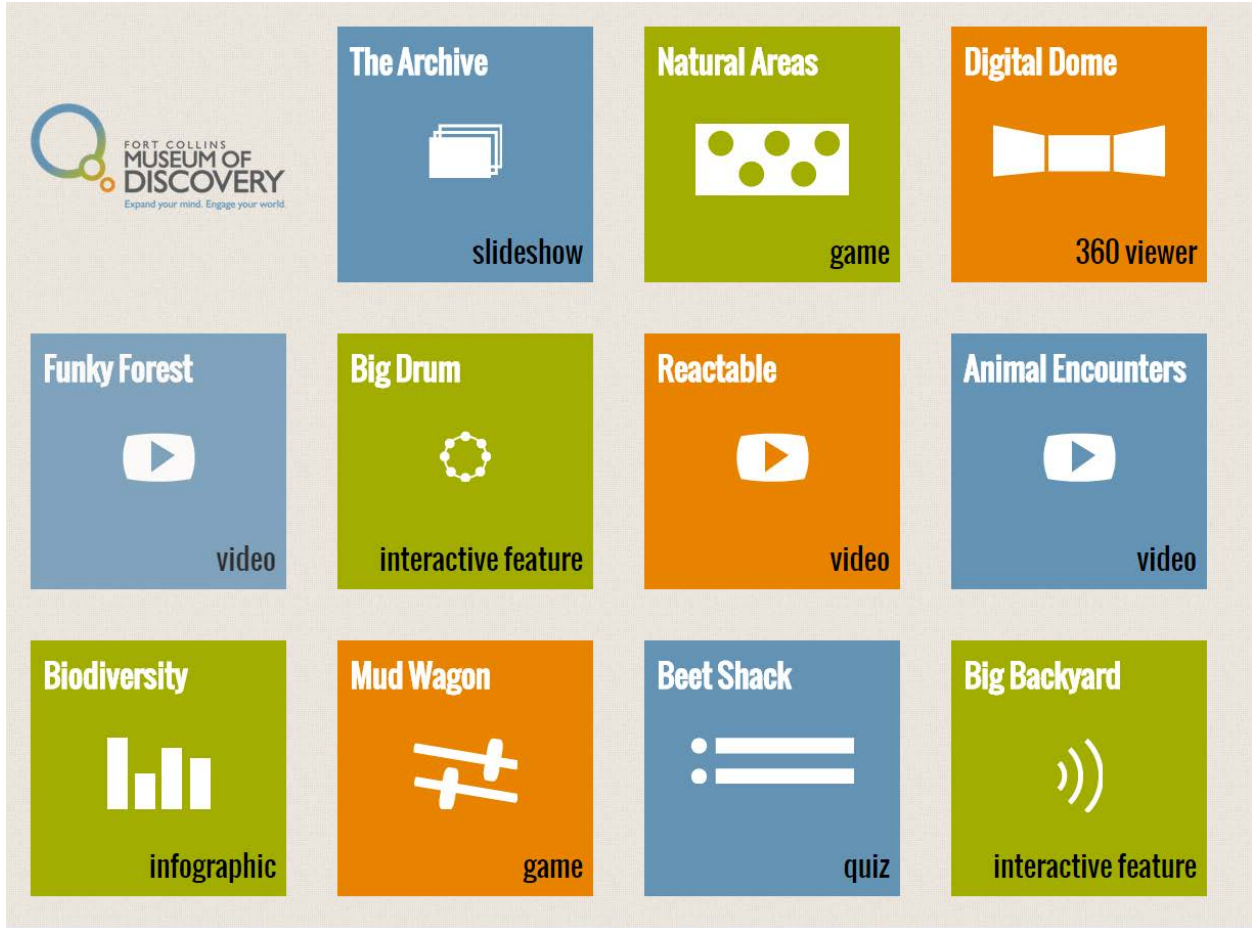 FORT COLLINS
MUSEUM OF
DISCOVERY
Expand your mind. Engage your world.
The Archive
slideshow
Natural Areas
game
Digital Dome
360 viewer
Funky Forest
video
Big Drum
interactive feature
Reactable
video
Animal Encounters
video
Biodiversity
infographic
Mud Wagon
game
Beet Shack
quiz
Big Backyard
interactive feature